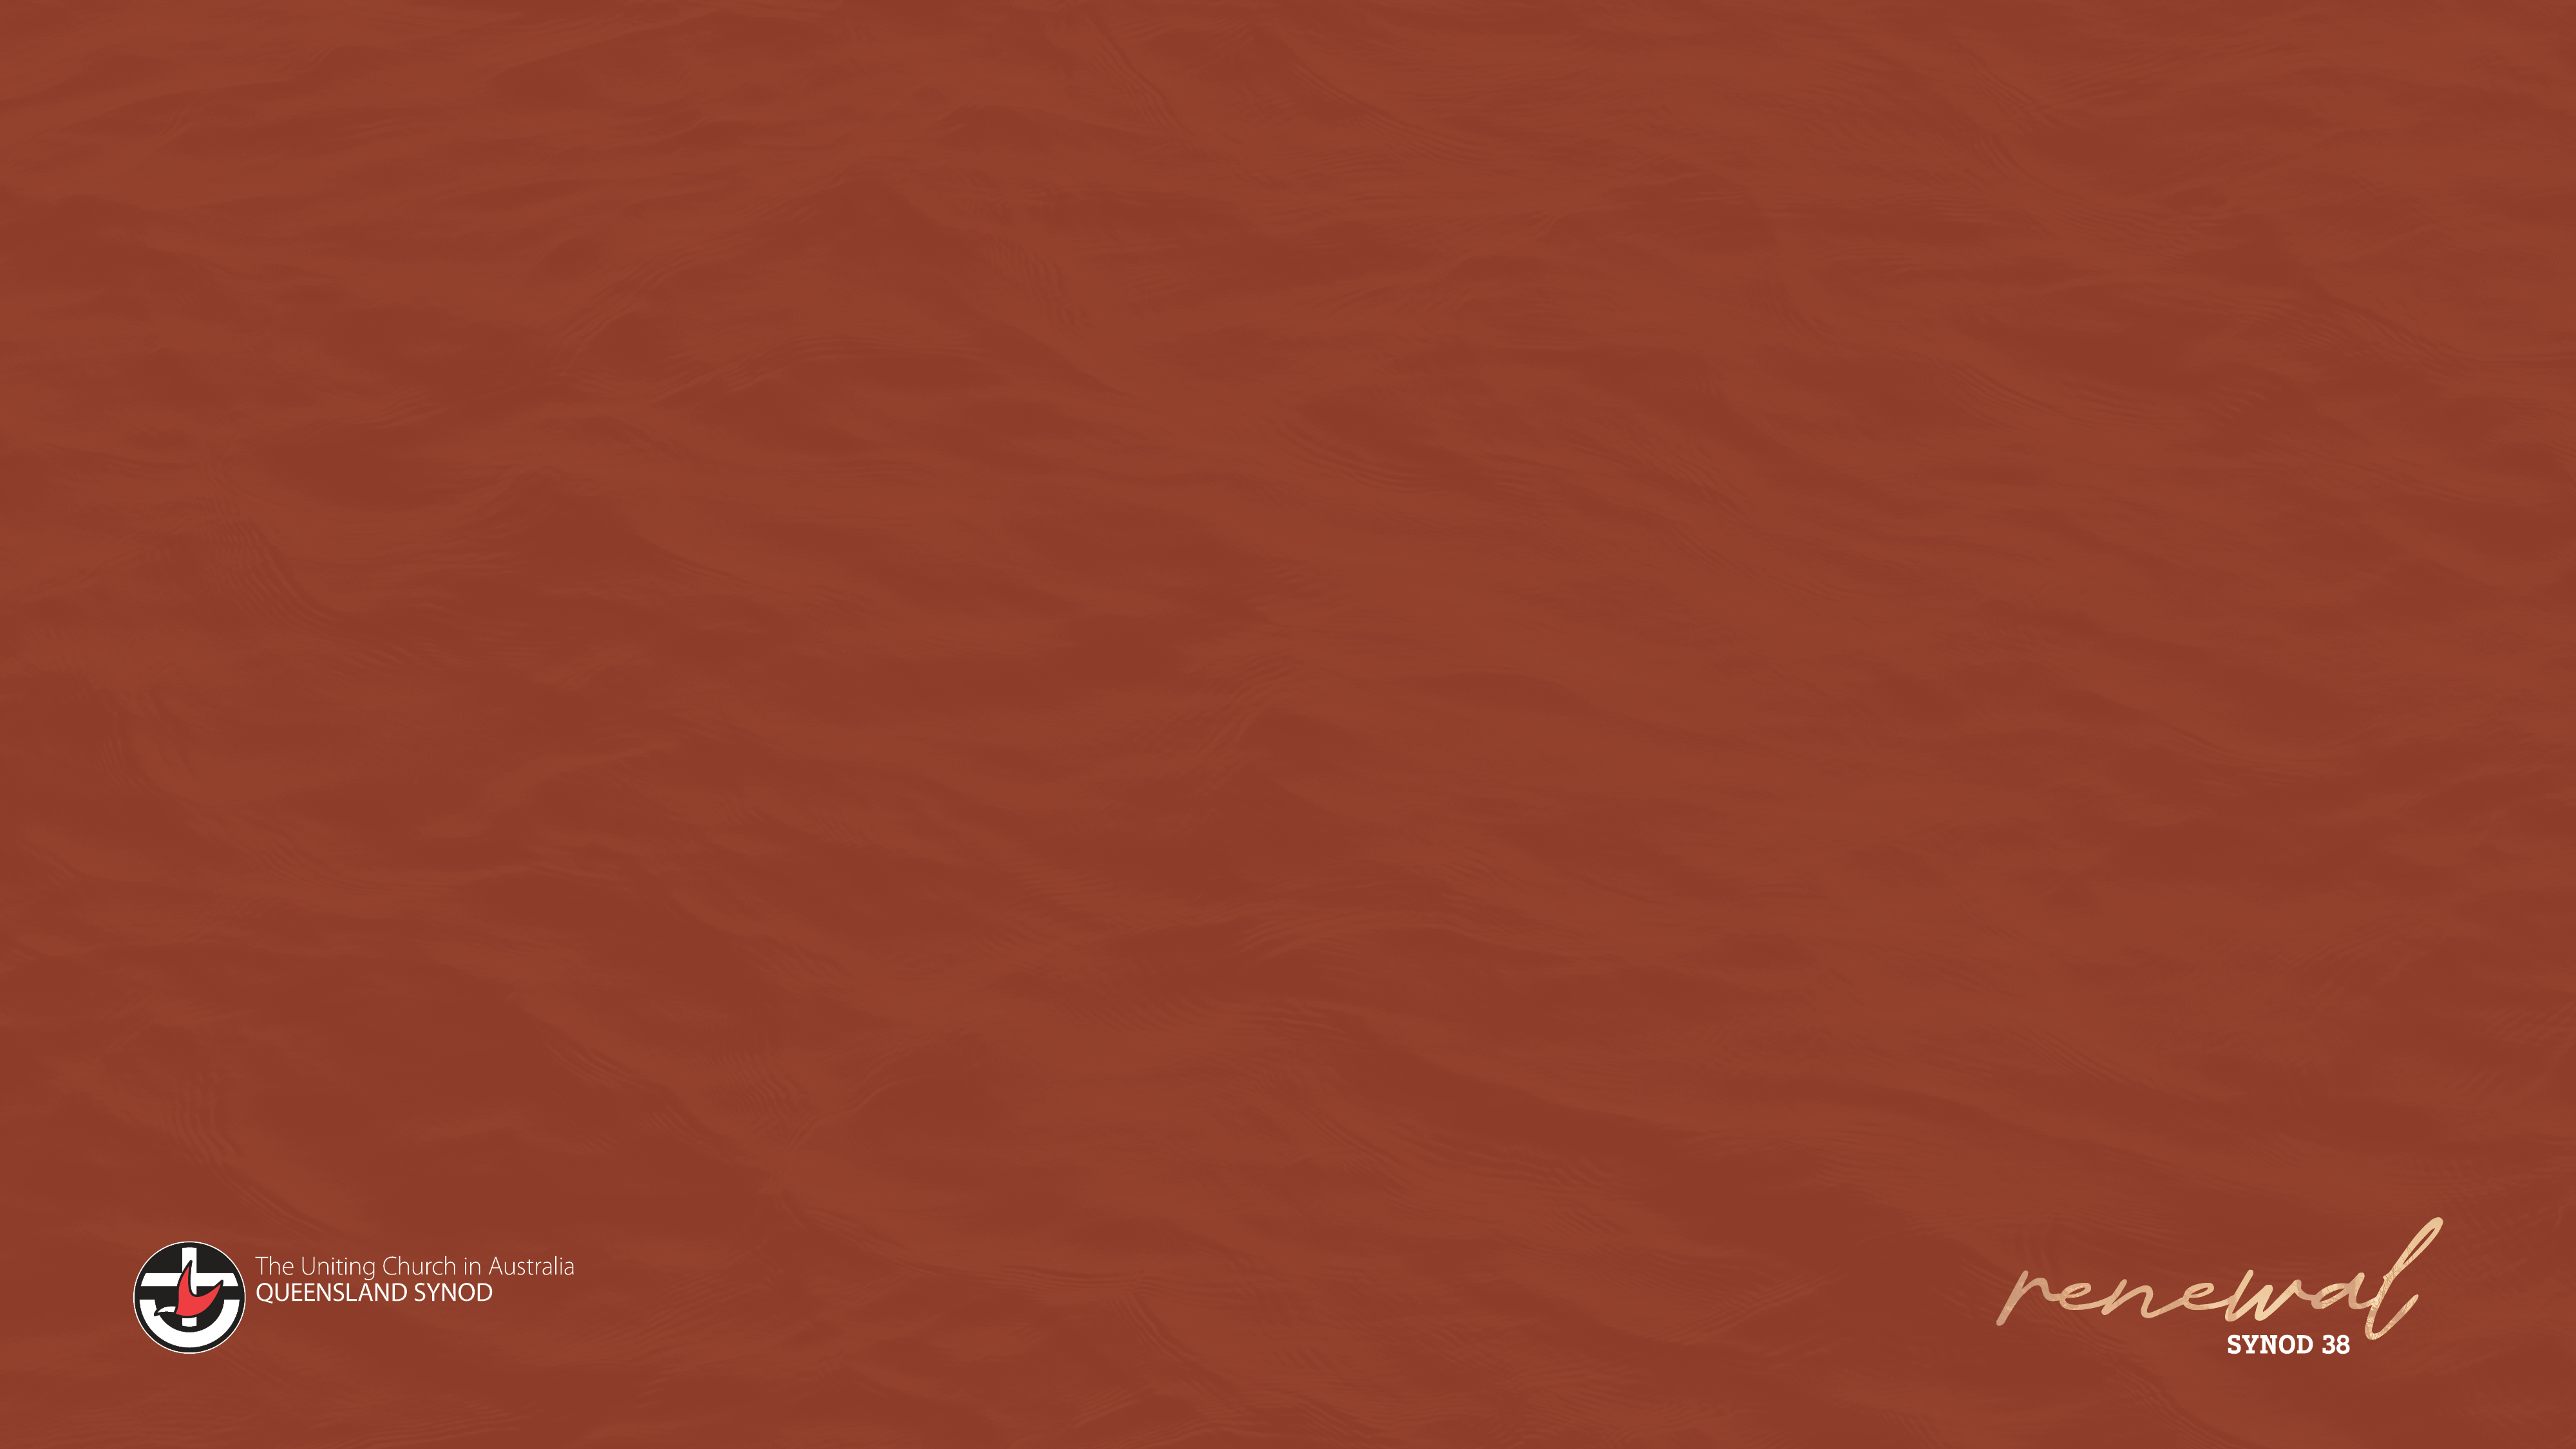 The Uniting Church in Australia
QUEENSLAND SYNOD
renewal
SYNOD 38